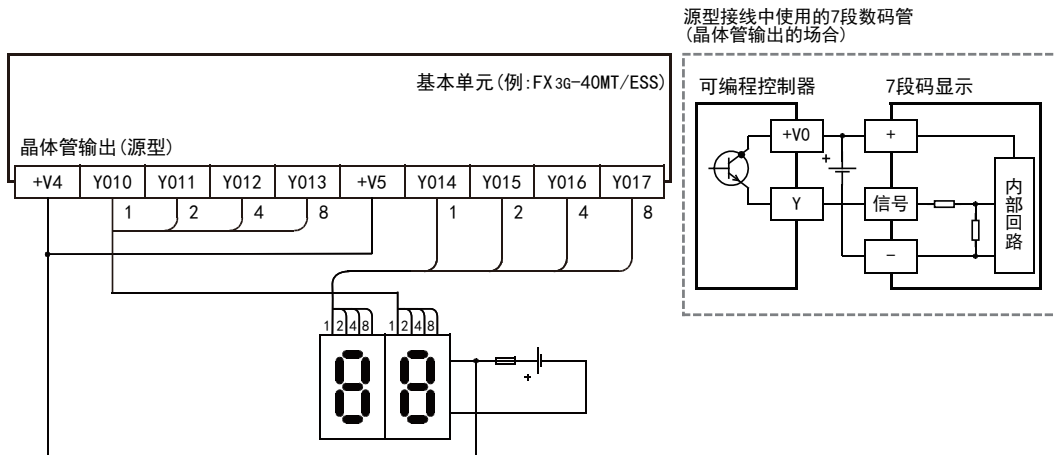 源型接线中使用的7段数码管
(晶体管输出的场合)
基本单元(例:FX3G-40MT/ESS)
晶体管输出(源型)
+V4 Y010 Y011 Y012 Y013 +V5 Y014 Y015 Y016 Y017
1 2 4 8 1 2 4 8
1 2 4 8 1 2 4 8
8 8
+
可编程控制器 7段码显示
+V0 + +
Y 信号
−
内部回路